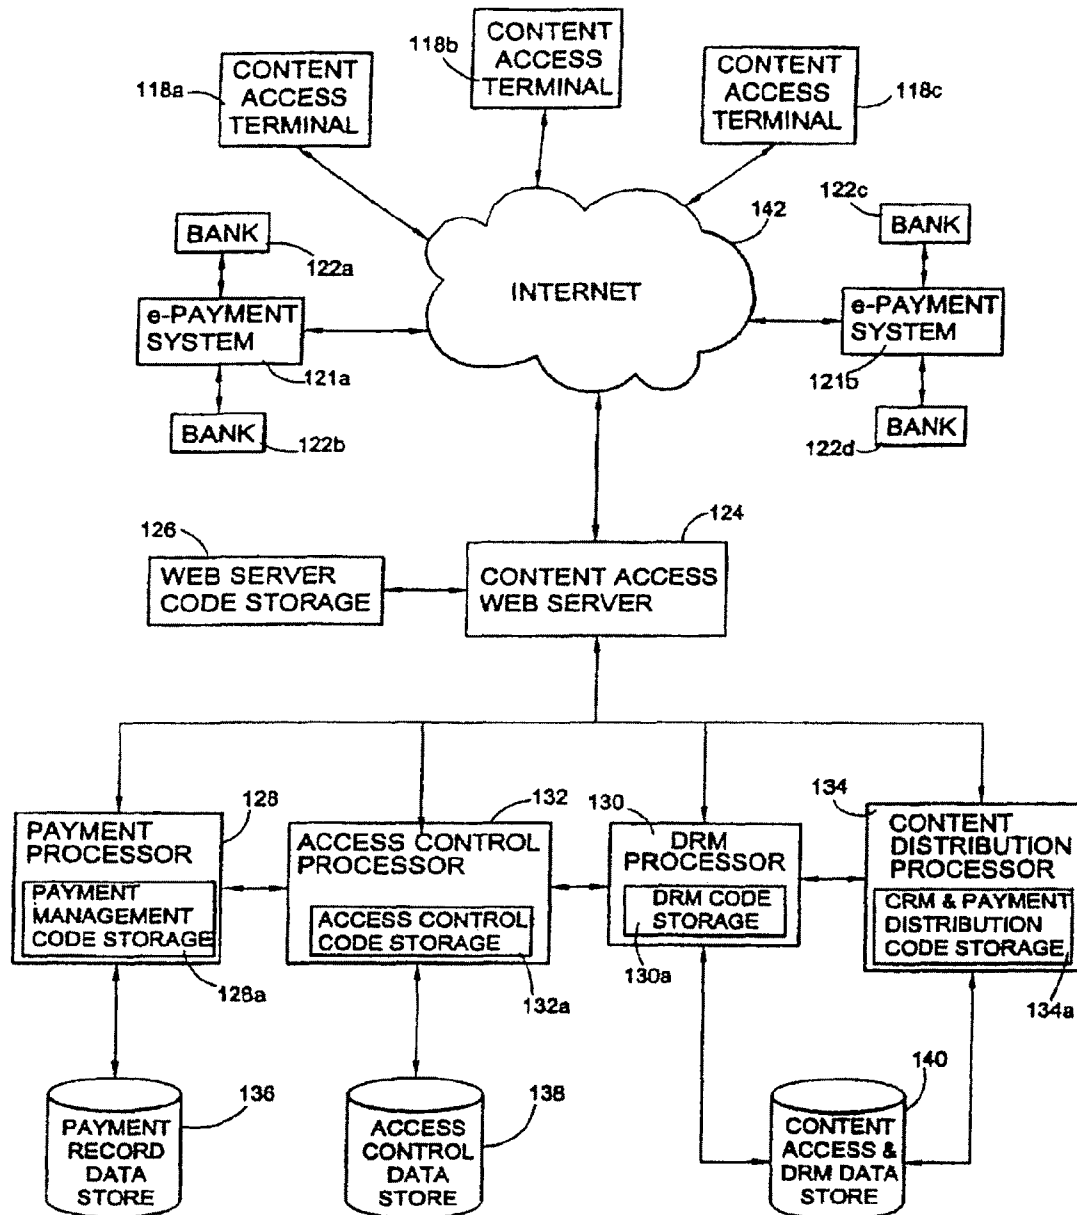 CONTENT
ACCESS
TERMINAL
118a
CONTENT
ACCESS
TERMINAL
118b
CONTENT
ACCESS
TERMINAL
118c
142
INTERNET
BANK
122a
e-PAYMENT
SYSTEM
121a
BANK
122b
122c
BANK
e-PAYMENT
SYSTEM
121b
BANK
122d
126
WEB SERVER
CODE STORAGE
124
CONTENT ACCESS
WEB SERVER
128
PAYMENT
PROCESSOR
PAYMENT
MANAGEMENT
CODE STORAGE
128a
132
ACCESS CONTROL
PROCESSOR
ACCESS CONTROL
CODE STORAGE
132a
130
DRM
PROCESSOR
DRM CODE
STORAGE
130a
134
CONTENT
DISTRIBUTION
PROCESSOR
CRM & PAYMENT
DISTRIBUTION
CODE STORAGE
134a
136
PAYMENT
RECORD
DATA
STORE
138
ACCESS
CONTROL
DATA
STORE
140
CONTENT
ACCESS &
DRM DATA
STORE